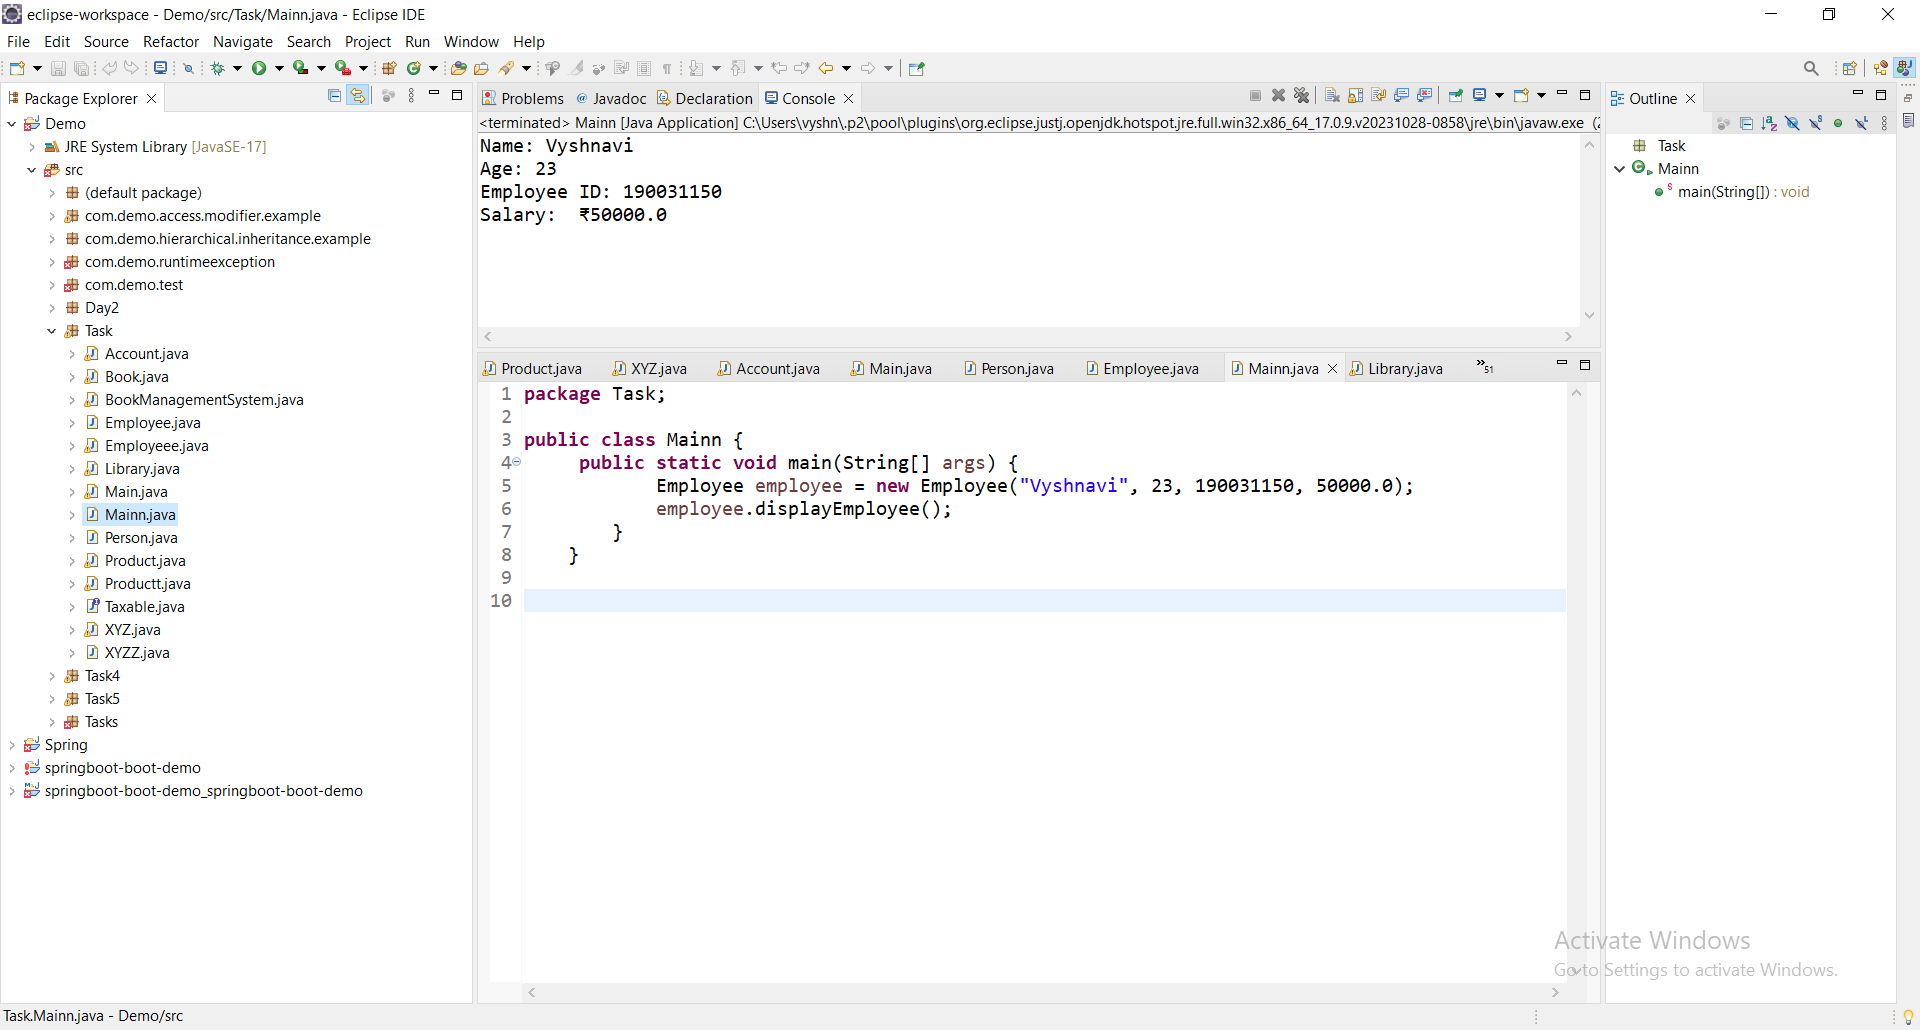 eclipse-workspace - Demo/src/Task/Mainn.java - Eclipse IDE
File Edit Source Refactor Navigate Search Project Run Window Help
Package Explorer
Demo
JRE System Library [JavaSE-17]
src
(default package)
com.demo.access.modifier.example
com.demo.hierarchical.inheritance.example
com.demo.runtimeexception
com.demo.test
Day2
Task
Account.java
Book.java
BookManagementSystem.java
Employee.java
Employeee.java
Library.java
Main.java
Mainn.java
Person.java
Product.java
Productt.java
Taxable.java
XYZ.java
XYZZ.java
Task4
Task5
Tasks
Spring
springboot-boot-demo
springboot-boot-demo_springboot-boot-demo
Problems Javadoc Declaration Console
<terminated> Mainn [Java Application] C:\Users\vyshn\.p2\pool\plugins\org.eclipse.justj.openjdk.hotspot.jre.full.win32.x86_64_17.0.9.v20231028-0858\jre\bin\javaw.exe
Name: Vyshnavi
Age: 23
Employee ID: 190031150
Salary: ₹50000.0
Product.java XYZ.java Account.java Main.java Person.java Employee.java Mainn.java Library.java »51
1 package Task;
2
3 public class Mainn {
4 public static void main(String[] args) {
5 Employee employee = new Employee("Vyshnavi", 23, 190031150, 50000.0);
6 employee.displayEmployee();
7 }
8 }
9
10
Outline
Task
Mainn
main(String[]) : void
Activate Windows
Go to Settings to activate Windows.
Task.Mainn.java - Demo/src